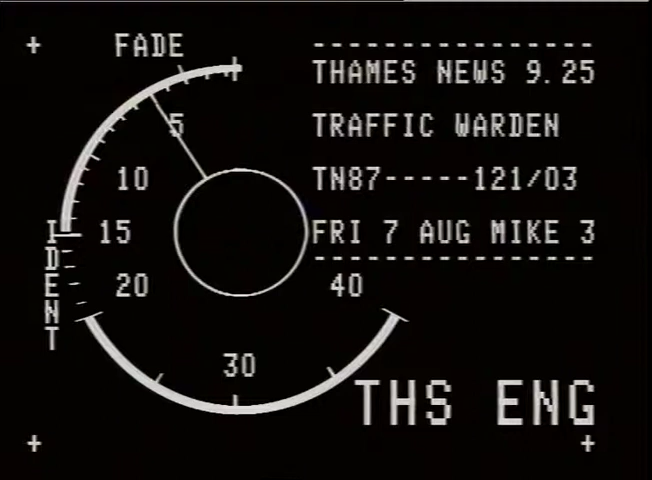 FADE
THAMES NEWS 9.25
TRAFFIC WARDEN
TN87-----121/03
FRI 7 AUG MIKE 3
5
10
15
20
30
40
IDENT
THS ENG